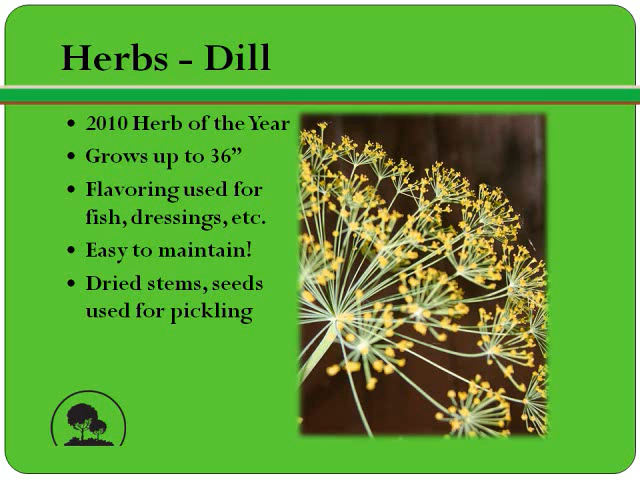 Herbs - Dill
• 2010 Herb of the Year
• Grows up to 36”
• Flavoring used for
fish, dressings, etc.
• Easy to maintain!
• Dried stems, seeds
used for pickling